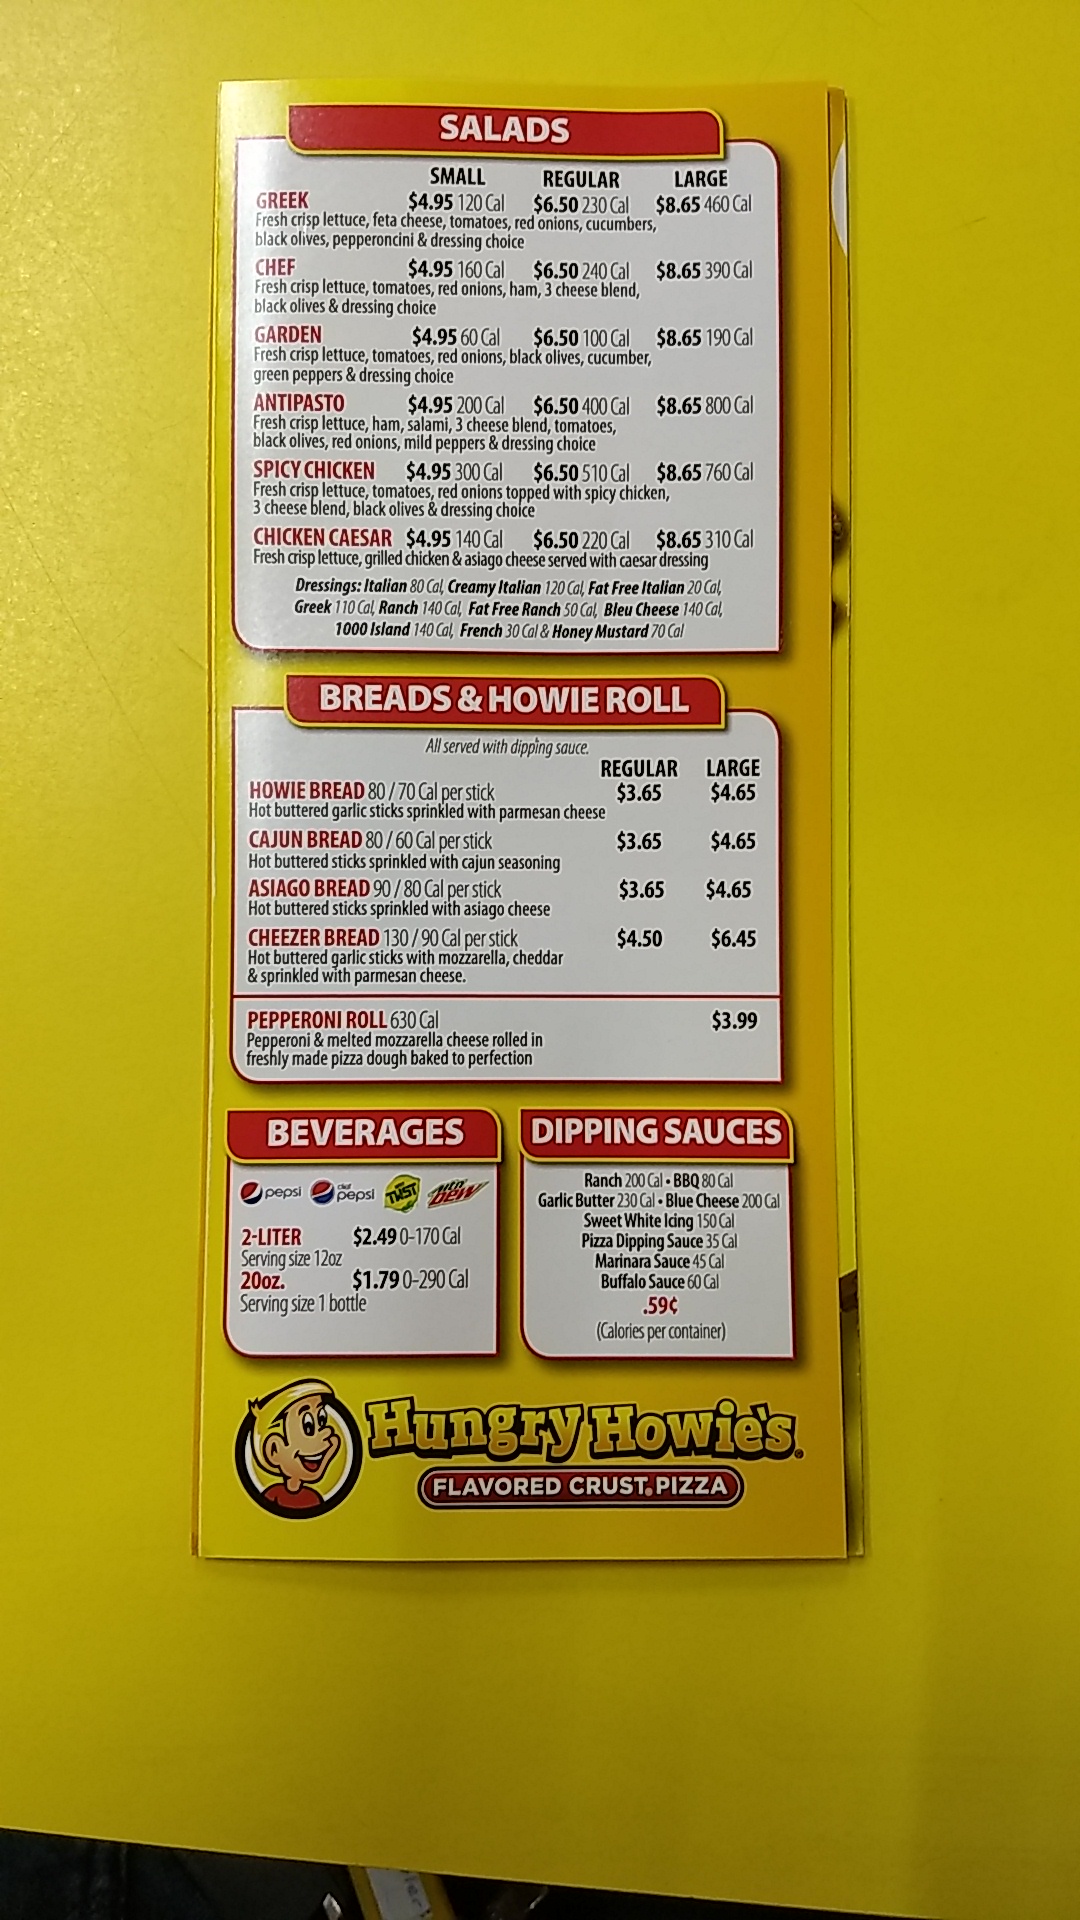 SALADS
SMALL REGULAR LARGE
GREEK $4.95 120 Cal $6.50 230 Cal $8.65 460 Cal
Fresh crisp lettuce, feta cheese, tomatoes, red onions, cucumbers,
black olives, pepperoncini & dressing choice
CHEF $4.95 160 Cal $6.50 240 Cal $8.65 390 Cal
Fresh crisp lettuce, tomatoes, red onions, ham, 3 cheese blend,
black olives & dressing choice
GARDEN $4.95 60 Cal $6.50 100 Cal $8.65 190 Cal
Fresh crisp lettuce, tomatoes, red onions, black olives, cucumber,
green peppers & dressing choice
ANTIPASTO $4.95 200 Cal $6.50 400 Cal $8.65 800 Cal
Fresh crisp lettuce, ham, salami, 3 cheese blend, tomatoes,
black olives, red onions, mild peppers & dressing choice
SPICY CHICKEN $4.95 300 Cal $6.50 510 Cal $8.65 760 Cal
Fresh crisp lettuce, tomatoes, red onions topped with spicy chicken,
3 cheese blend, black olives & dressing choice
CHICKEN CAESAR $4.95 140 Cal $6.50 220 Cal $8.65 310 Cal
Fresh crisp lettuce, grilled chicken & asiago cheese served with caesar dressing
Dressings: Italian 80 Cal, Creamy Italian 120 Cal, Fat Free Italian 20 Cal,
Greek 110 Cal, Ranch 140 Cal, Fat Free Ranch 50 Cal, Bleu Cheese 140 Cal,
1000 Island 140 Cal, French 30 Cal & Honey Mustard 70 Cal
BREADS & HOWIE ROLL
All served with dipping sauce.
REGULAR LARGE
HOWIE BREAD 80 / 70 Cal per stick $3.65 $4.65
Hot buttered garlic sticks sprinkled with parmesan cheese
CAJUN BREAD 80 / 60 Cal per stick $3.65 $4.65
Hot buttered sticks sprinkled with cajun seasoning
ASIAGO BREAD 90 / 80 Cal per stick $3.65 $4.65
Hot buttered sticks sprinkled with asiago cheese
CHEEZER BREAD 130 / 90 Cal per stick $4.50 $6.45
Hot buttered garlic sticks with mozzarella, cheddar
& sprinkled with parmesan cheese.
PEPPERONI ROLL 630 Cal $3.99
Pepperoni & melted mozzarella cheese rolled in
freshly made pizza dough baked to perfection
BEVERAGES
pepsi diet pepsi TWST Mtn Dew
2-LITER $2.49 0-170 Cal
Serving size 12oz
20oz. $1.79 0-290 Cal
Serving size 1 bottle
DIPPING SAUCES
Ranch 200 Cal • BBQ 80 Cal
Garlic Butter 230 Cal • Blue Cheese 200 Cal
Sweet White Icing 150 Cal
Pizza Dipping Sauce 35 Cal
Marinara Sauce 45 Cal
Buffalo Sauce 60 Cal
.59¢
(Calories per container)
Hungry Howie's®
FLAVORED CRUST® PIZZA